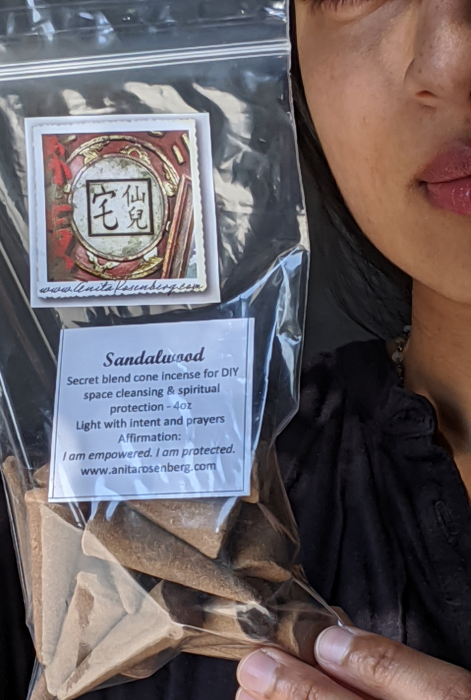 宅 仙兒
www.AnitaRosenberg.com
Sandalwood
Secret blend cone incense for DIY
space cleansing & spiritual
protection - 4oz
Light with intent and prayers
Affirmation:
I am empowered. I am protected.
www.anitarosenberg.com